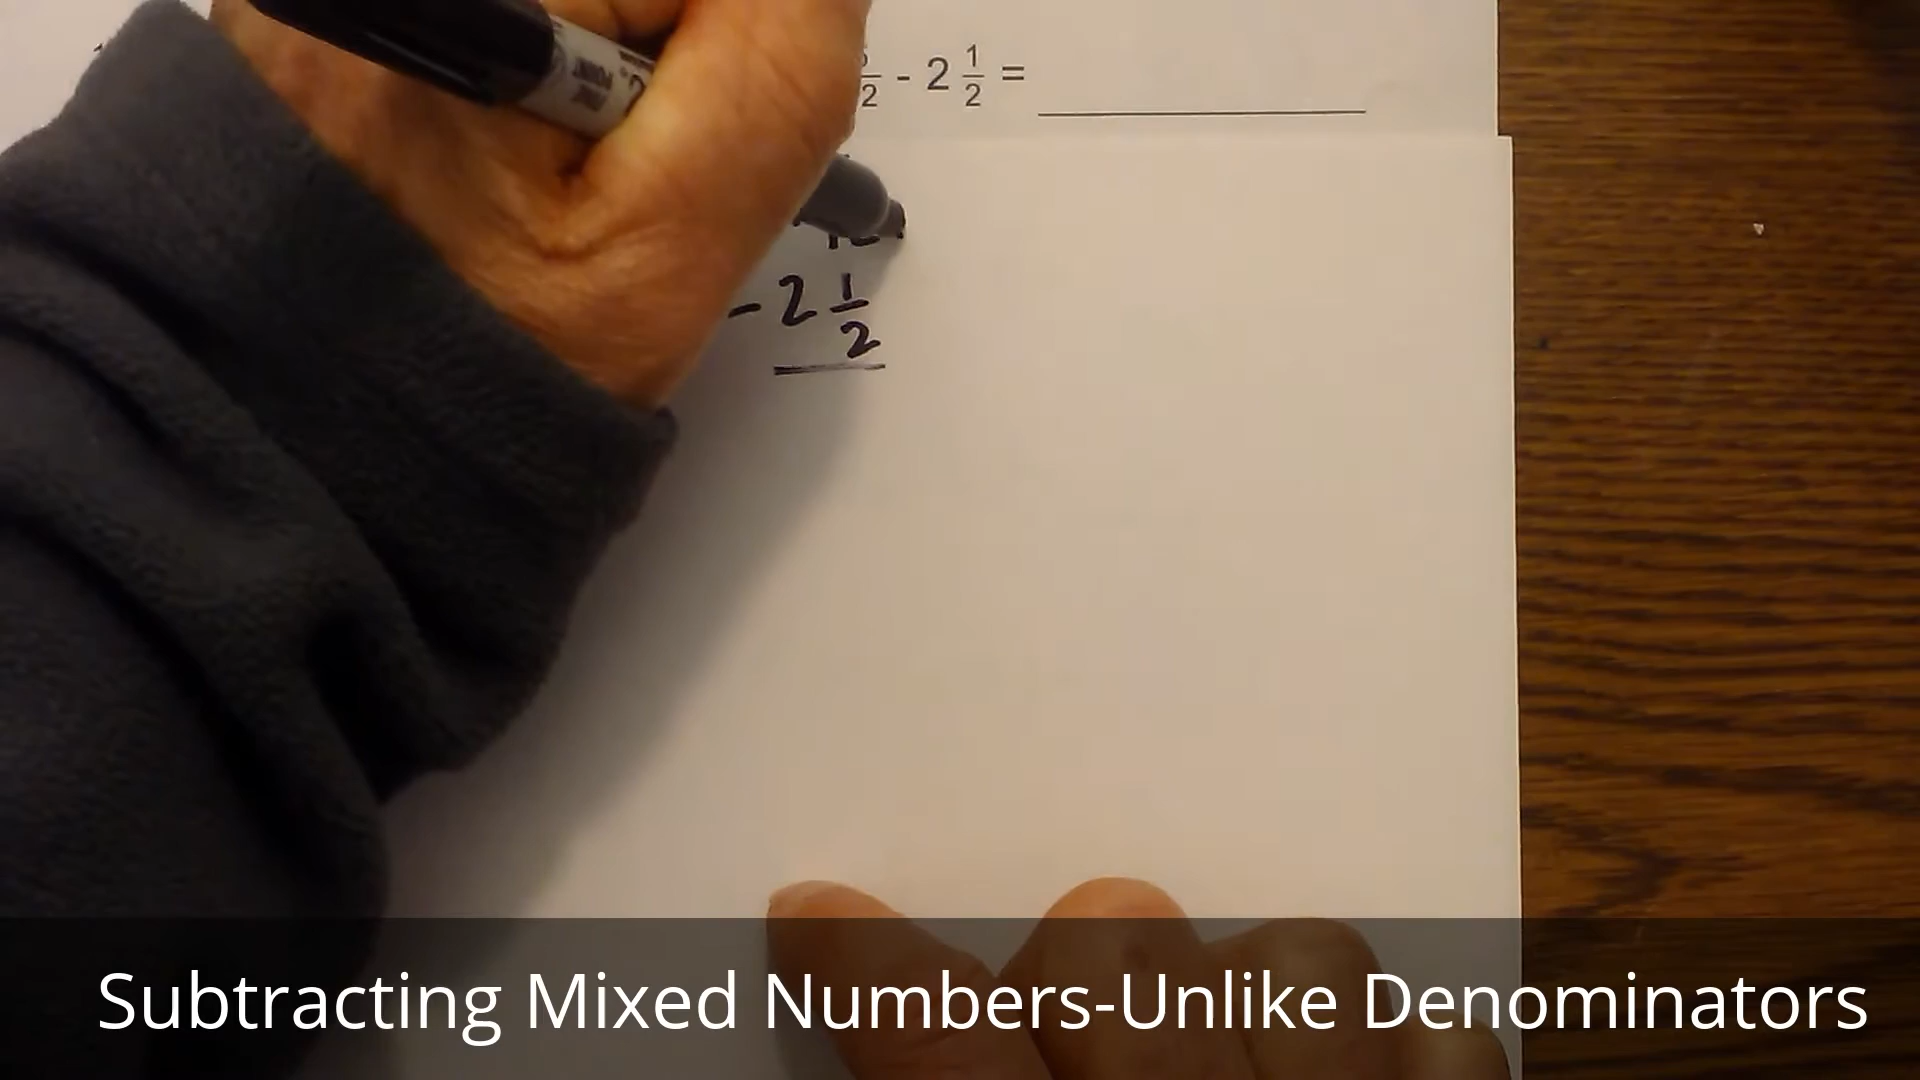 - 2 1/2 =
- 2 1/2
Subtracting Mixed Numbers-Unlike Denominators